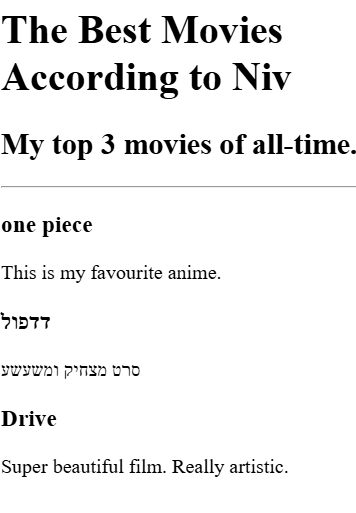 The Best Movies
According to Niv
My top 3 movies of all-time.
one piece
This is my favourite anime.
דדפול
סרט מצחיק ומשעשע
Drive
Super beautiful film. Really artistic.